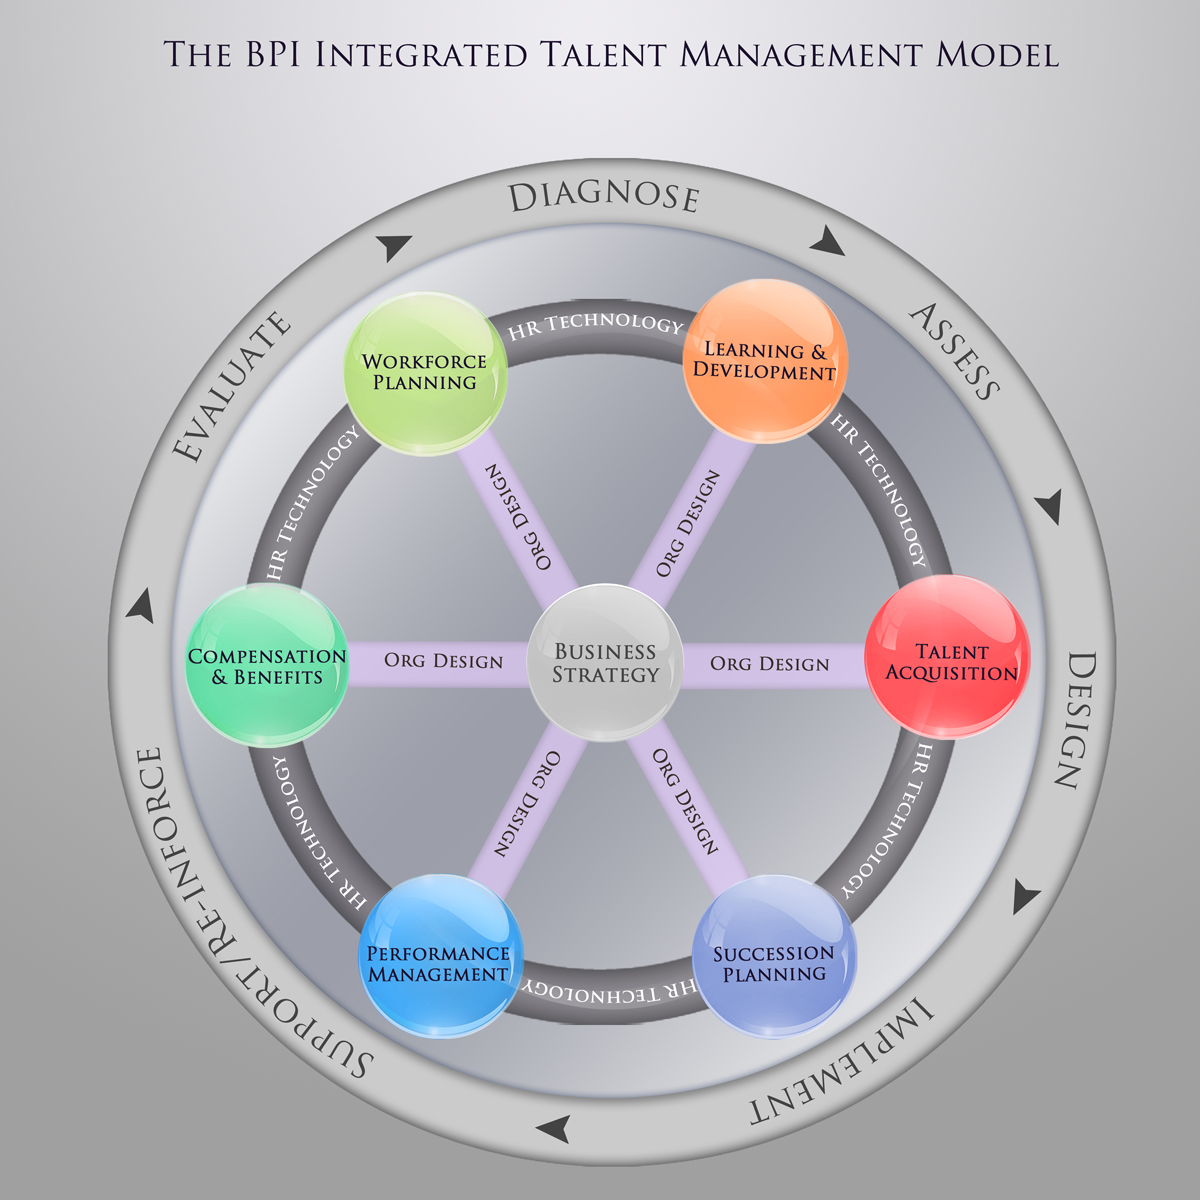 The BPI Integrated Talent Management Model
Diagnose
Assess
Design
Implement
Support/Re-inforce
Evaluate
HR Technology
HR Technology
HR Technology
HR Technology
HR Technology
HR Technology
Workforce
Planning
Learning &
Development
Talent
Acquisition
Succession
Planning
Performance
Management
Compensation
& Benefits
Org Design
Org Design
Org Design
Org Design
Org Design
Org Design
Business
Strategy